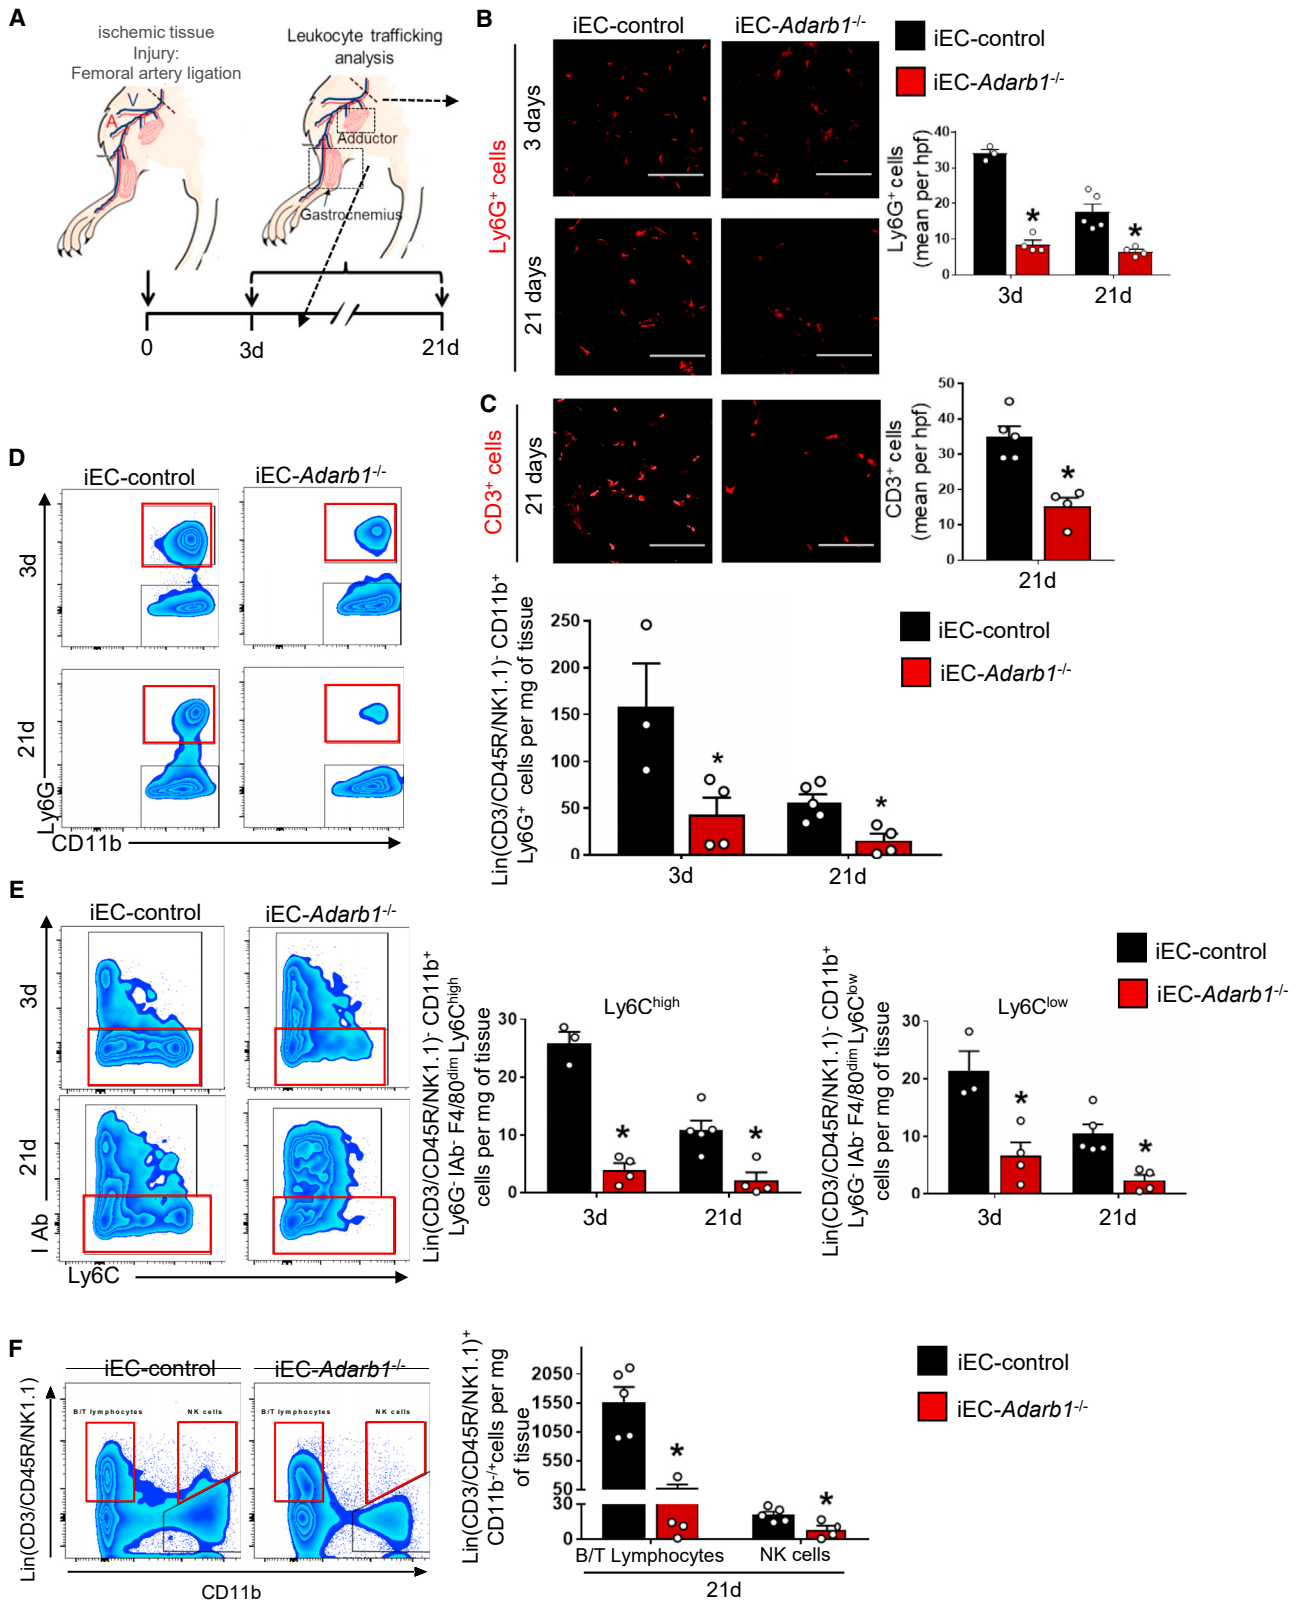 A
ischemic tissue
Injury:
Femoral artery ligation
Leukocyte trafficking
analysis
V
A
Adductor
Gastrocnemius
0
3d
21d
B
iEC-control
iEC-Adarb1-/-
Ly6G+ cells
3 days
21 days
iEC-control
iEC-Adarb1-/-
Ly6G+ cells
(mean per hpf)
40
30
20
10
0
3d
21d
C
CD3+ cells
21 days
CD3+ cells
(mean per hpf)
50
40
30
20
10
0
*
21d
D
iEC-control
iEC-Adarb1-/-
3d
21d
Ly6G
CD11b
Lin(CD3/CD45R/NK1.1)- CD11b+
Ly6G+ cells per mg of tissue
250
200
150
100
50
0
3d
21d
iEC-control
iEC-Adarb1-/-
E
iEC-control
iEC-Adarb1-/-
3d
21d
I Ab
Ly6C
Lin(CD3/CD45R/NK1.1)- CD11b+
Ly6G- IAb- F4/80dim Ly6Chigh
cells per mg of tissue
Ly6Chigh
30
20
10
0
3d
21d
Lin(CD3/CD45R/NK1.1)- CD11b+
Ly6G- IAb- F4/80dim Ly6Clow
cells per mg of tissue
Ly6Clow
30
20
10
0
3d
21d
iEC-control
iEC-Adarb1-/-
F
iEC-control
iEC-Adarb1-/-
Lin(CD3/CD45R/NK1.1)
B/T lymphocytes
NK cells
B/T lymphocytes
NK cells
CD11b
Lin(CD3/CD45R/NK1.1)+
CD11b-/+cells per mg
of tissue
2050
1550
1050
550
50
30
0
B/T Lymphocytes
NK cells
21d
iEC-control
iEC-Adarb1-/-